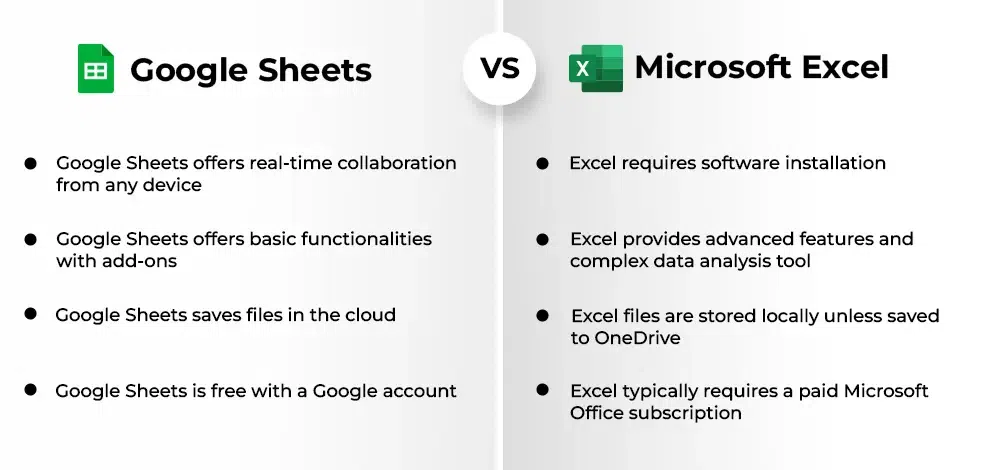 Google Sheets
VS
X
Microsoft Excel
Google Sheets offers real-time collaboration
from any device
Google Sheets offers basic functionalities
with add-ons
Google Sheets saves files in the cloud
Google Sheets is free with a Google account
Excel requires software installation
Excel provides advanced features and
complex data analysis tool
Excel files are stored locally unless saved
to OneDrive
Excel typically requires a paid Microsoft
Office subscription